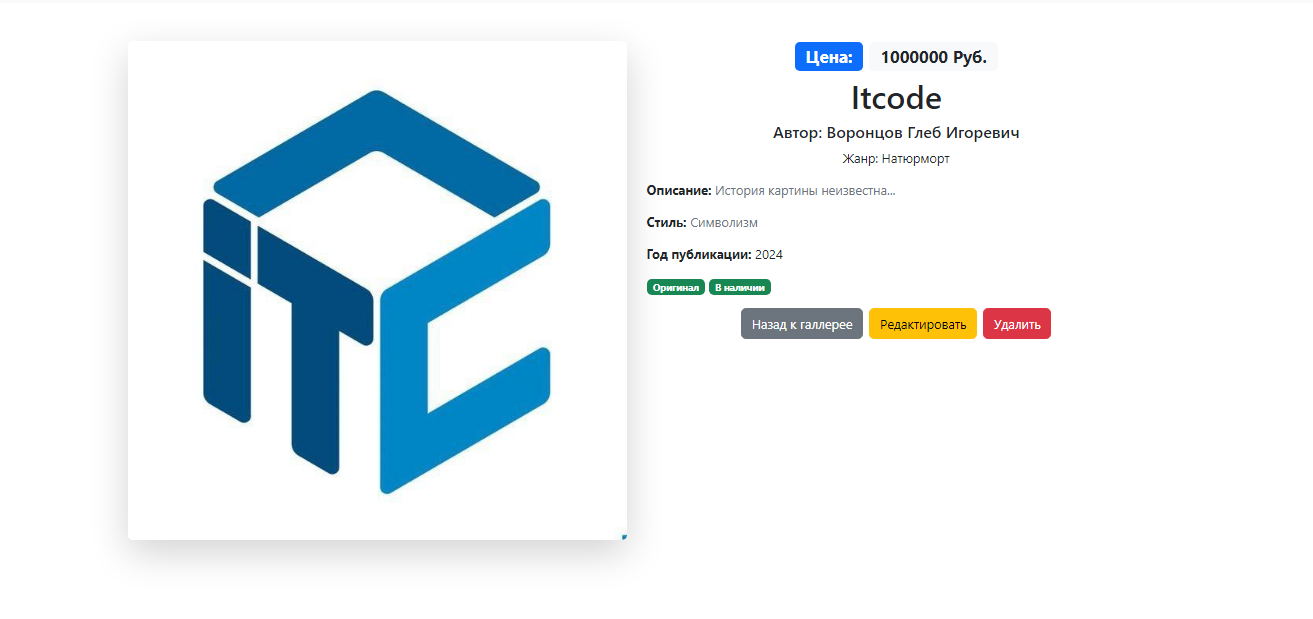 iTC
Цена: 1000000 Руб.
Itcode
Автор: Воронцов Глеб Игоревич
Жанр: Натюрморт
Описание: История картины неизвестна...
Стиль: Символизм
Год публикации: 2024
Оригинал В наличии
Назад к галлерее Редактировать Удалить